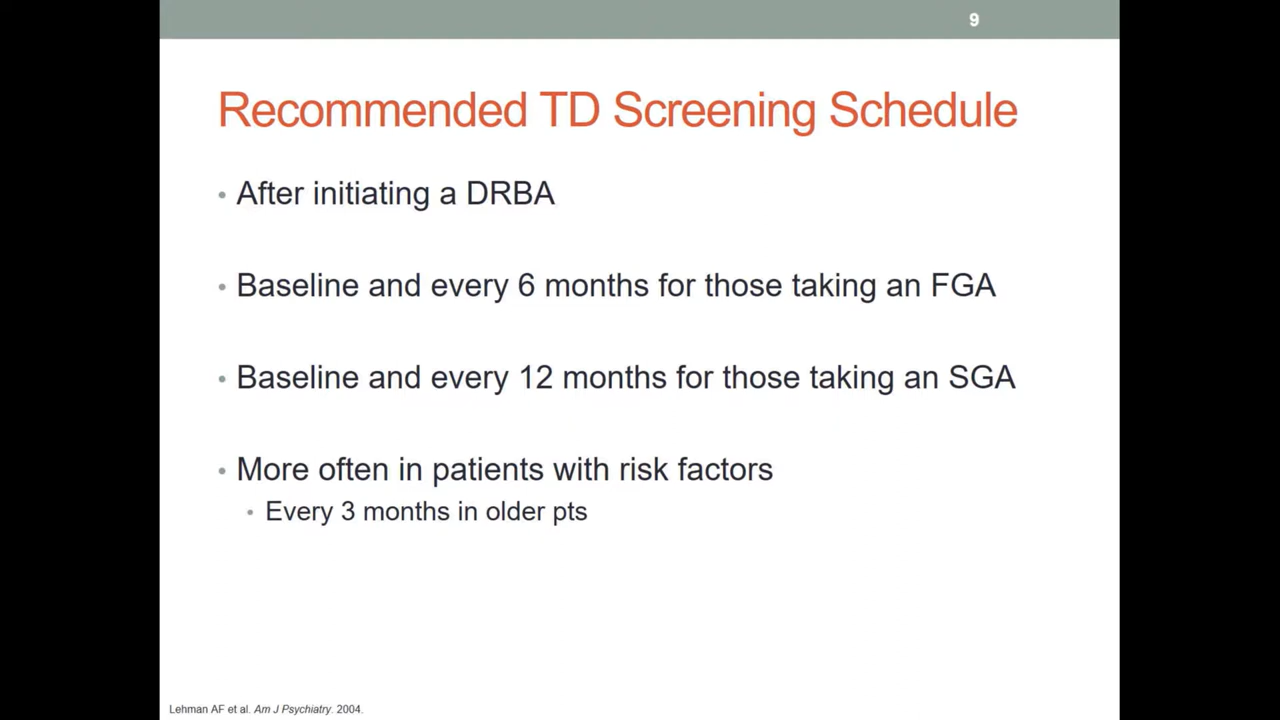 9
Recommended TD Screening Schedule
• After initiating a DRBA
• Baseline and every 6 months for those taking an FGA
• Baseline and every 12 months for those taking an SGA
• More often in patients with risk factors
• Every 3 months in older pts
Lehman AF et al. Am J Psychiatry. 2004.